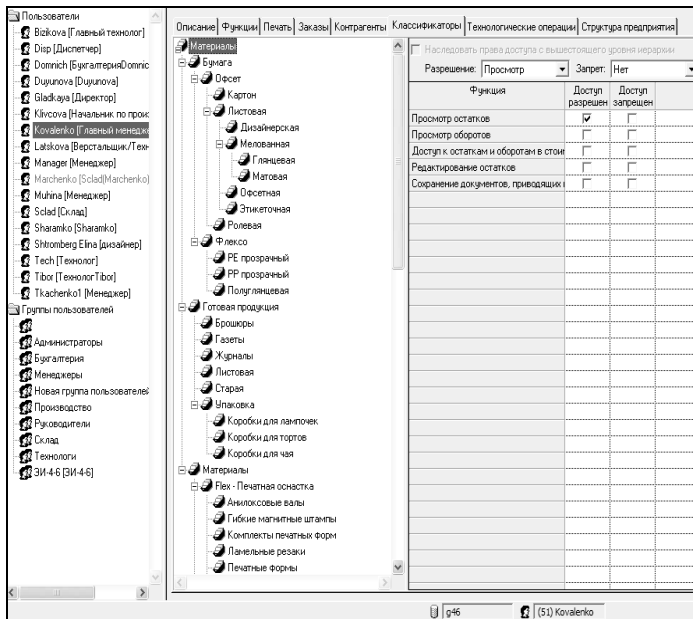 Пользователи
Bizikova [Главный технолог]
Disp [Диспетчер]
Domnich [БухгалтерияDomnic
Duyunova [Duyunova]
Gladkaya [Директор]
Klivcova [Начальник по прои:
Kovalenko [Главный менедже
Latskova [Верстальщик/Техн
Manager [Менеджер]
Marchenko [Sclad|Marchenko]
Muhina [Менеджер]
Sclad [Склад]
Sharamko [Sharamko]
Shtromberg Elina [дизайнер]
Tech [Технолог]
Tibor [ТехнологTibor]
Tkachenko1 [Менеджер]
Группы пользователей
Администраторы
Бухгалтерия
Менеджеры
Новая группа пользователей
Производство
Руководители
Склад
Технологи
ЭИ-4-6 [ЭИ-4-6]
Описание Функции Печать Заказы Контрагенты Классификаторы Технологические операции Структура предприятия
Материалы
Бумага
Офсет
Картон
Листовая
Дизайнерская
Мелованная
Глянцевая
Матовая
Офсетная
Этикеточная
Ролевая
Флексо
PE прозрачный
PP прозрачный
Полуглянцевая
Готовая продукция
Брошюры
Газеты
Журналы
Листовая
Старая
Упаковка
Коробки для лампочек
Коробки для тортов
Коробки для чая
Материалы
Flex - Печатная оснастка
Анилоксовые валы
Гибкие магнитные штампы
Комплекты печатных форм
Ламельные резаки
Печатные формы
Наследовать права доступа с вышестоящего уровня иерархии
Разрешение: Просмотр Запрет: Нет
Функция Доступ разрешен Доступ запрещен
Просмотр остатков
Просмотр оборотов
Доступ к остаткам и оборотам в стои
Редактирование остатков
Сохранение документов, приводящих
g46 (51) Kovalenko